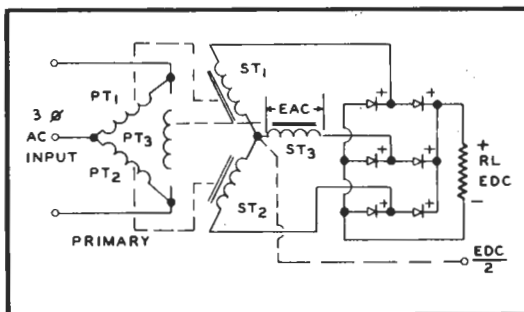 ST1
PT1
3 Ø
EAC
AC
PT3
ST3
INPUT
PT2
+
RL
EDC
-
ST2
PRIMARY
EDC/2
+ +
+ +
+ +